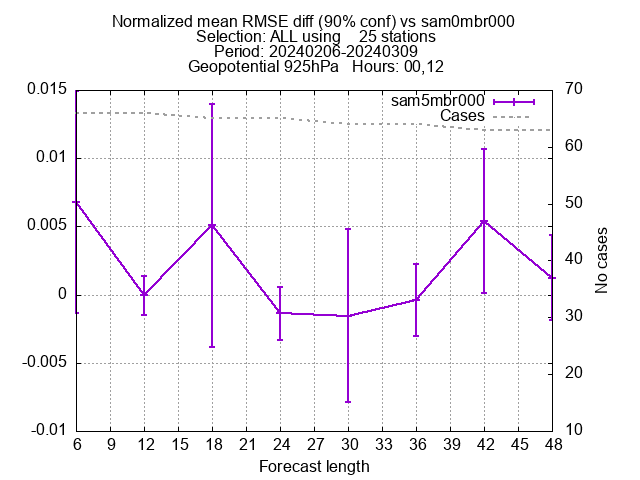 Normalized mean RMSE diff (90% conf) vs sam0mbr000
Selection: ALL using    25 stations
Period: 20240206-20240309
Geopotential 925hPa   Hours: 00,12
sam5mbr000
Cases
0.015
0.01
0.005
0
-0.005
-0.01
70
60
50
40
30
20
10
No cases
6 9 12 15 18 21 24 27 30 33 36 39 42 45 48
Forecast length